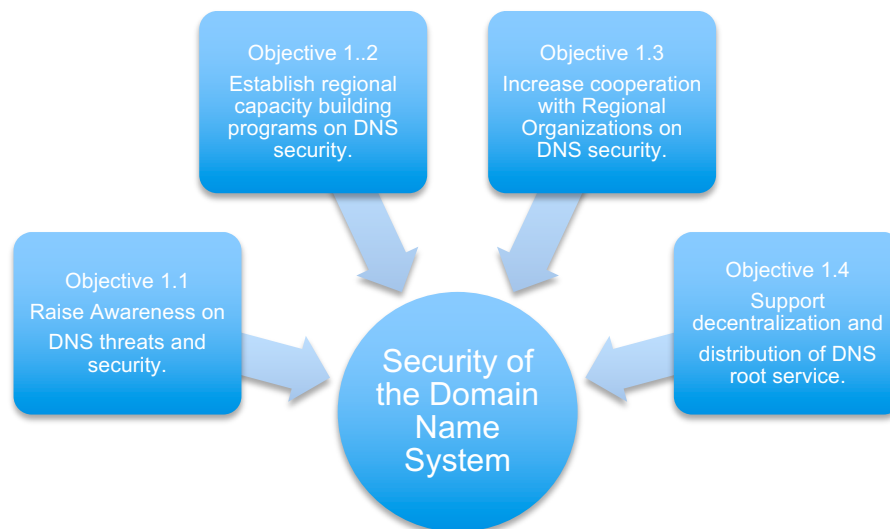 Objective 1.1
Raise Awareness on
DNS threats and
security.
Objective 1..2
Establish regional
capacity building
programs on DNS
security.
Objective 1.3
Increase cooperation
with Regional
Organizations on
DNS security.
Objective 1.4
Support
decentralization and
distribution of DNS
root service.
Security of
the Domain
Name
System